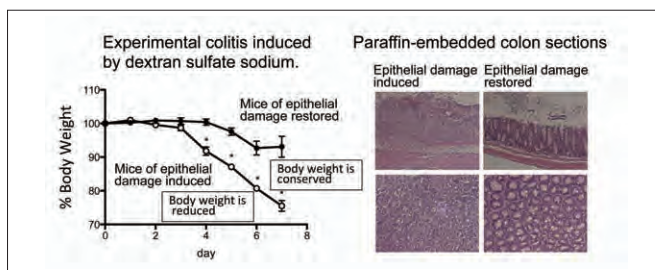 Experimental colitis induced
by dextran sulfate sodium.
110
100
90
80
70
% Body Weight
0
2
4
6
8
day
Mice of epithelial
damage restored
Mice of epithelial
damage induced
Body weight is
reduced
Body weight is
conserved
*
*
*
*
Paraffin-embedded colon sections
Epithelial damage
induced
Epithelial damage
restored